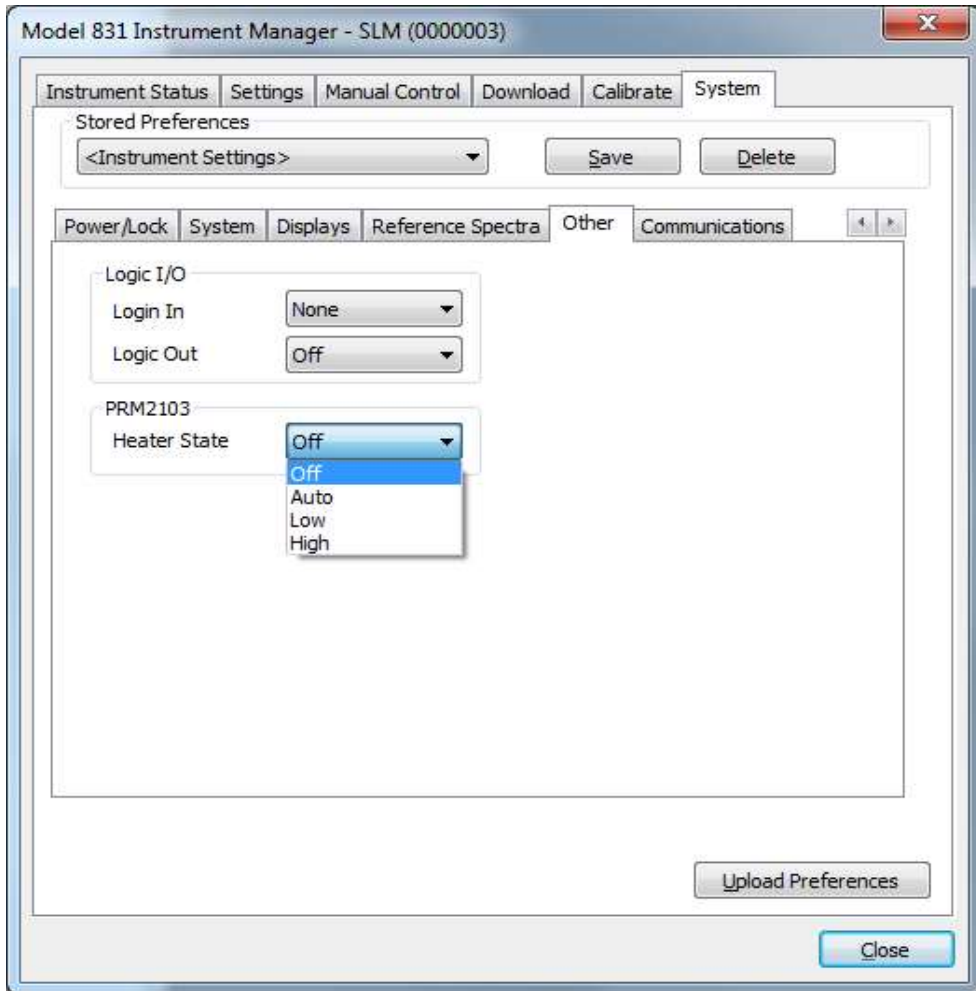 Model 831 Instrument Manager - SLM (0000003)
Instrument Status Settings Manual Control Download Calibrate System
Stored Preferences
<Instrument Settings> Save Delete
Power/Lock System Displays Reference Spectra Other Communications
Logic I/O
Login In None
Logic Out Off
PRM2103
Heater State Off
Off
Auto
Low
High
Upload Preferences
Close